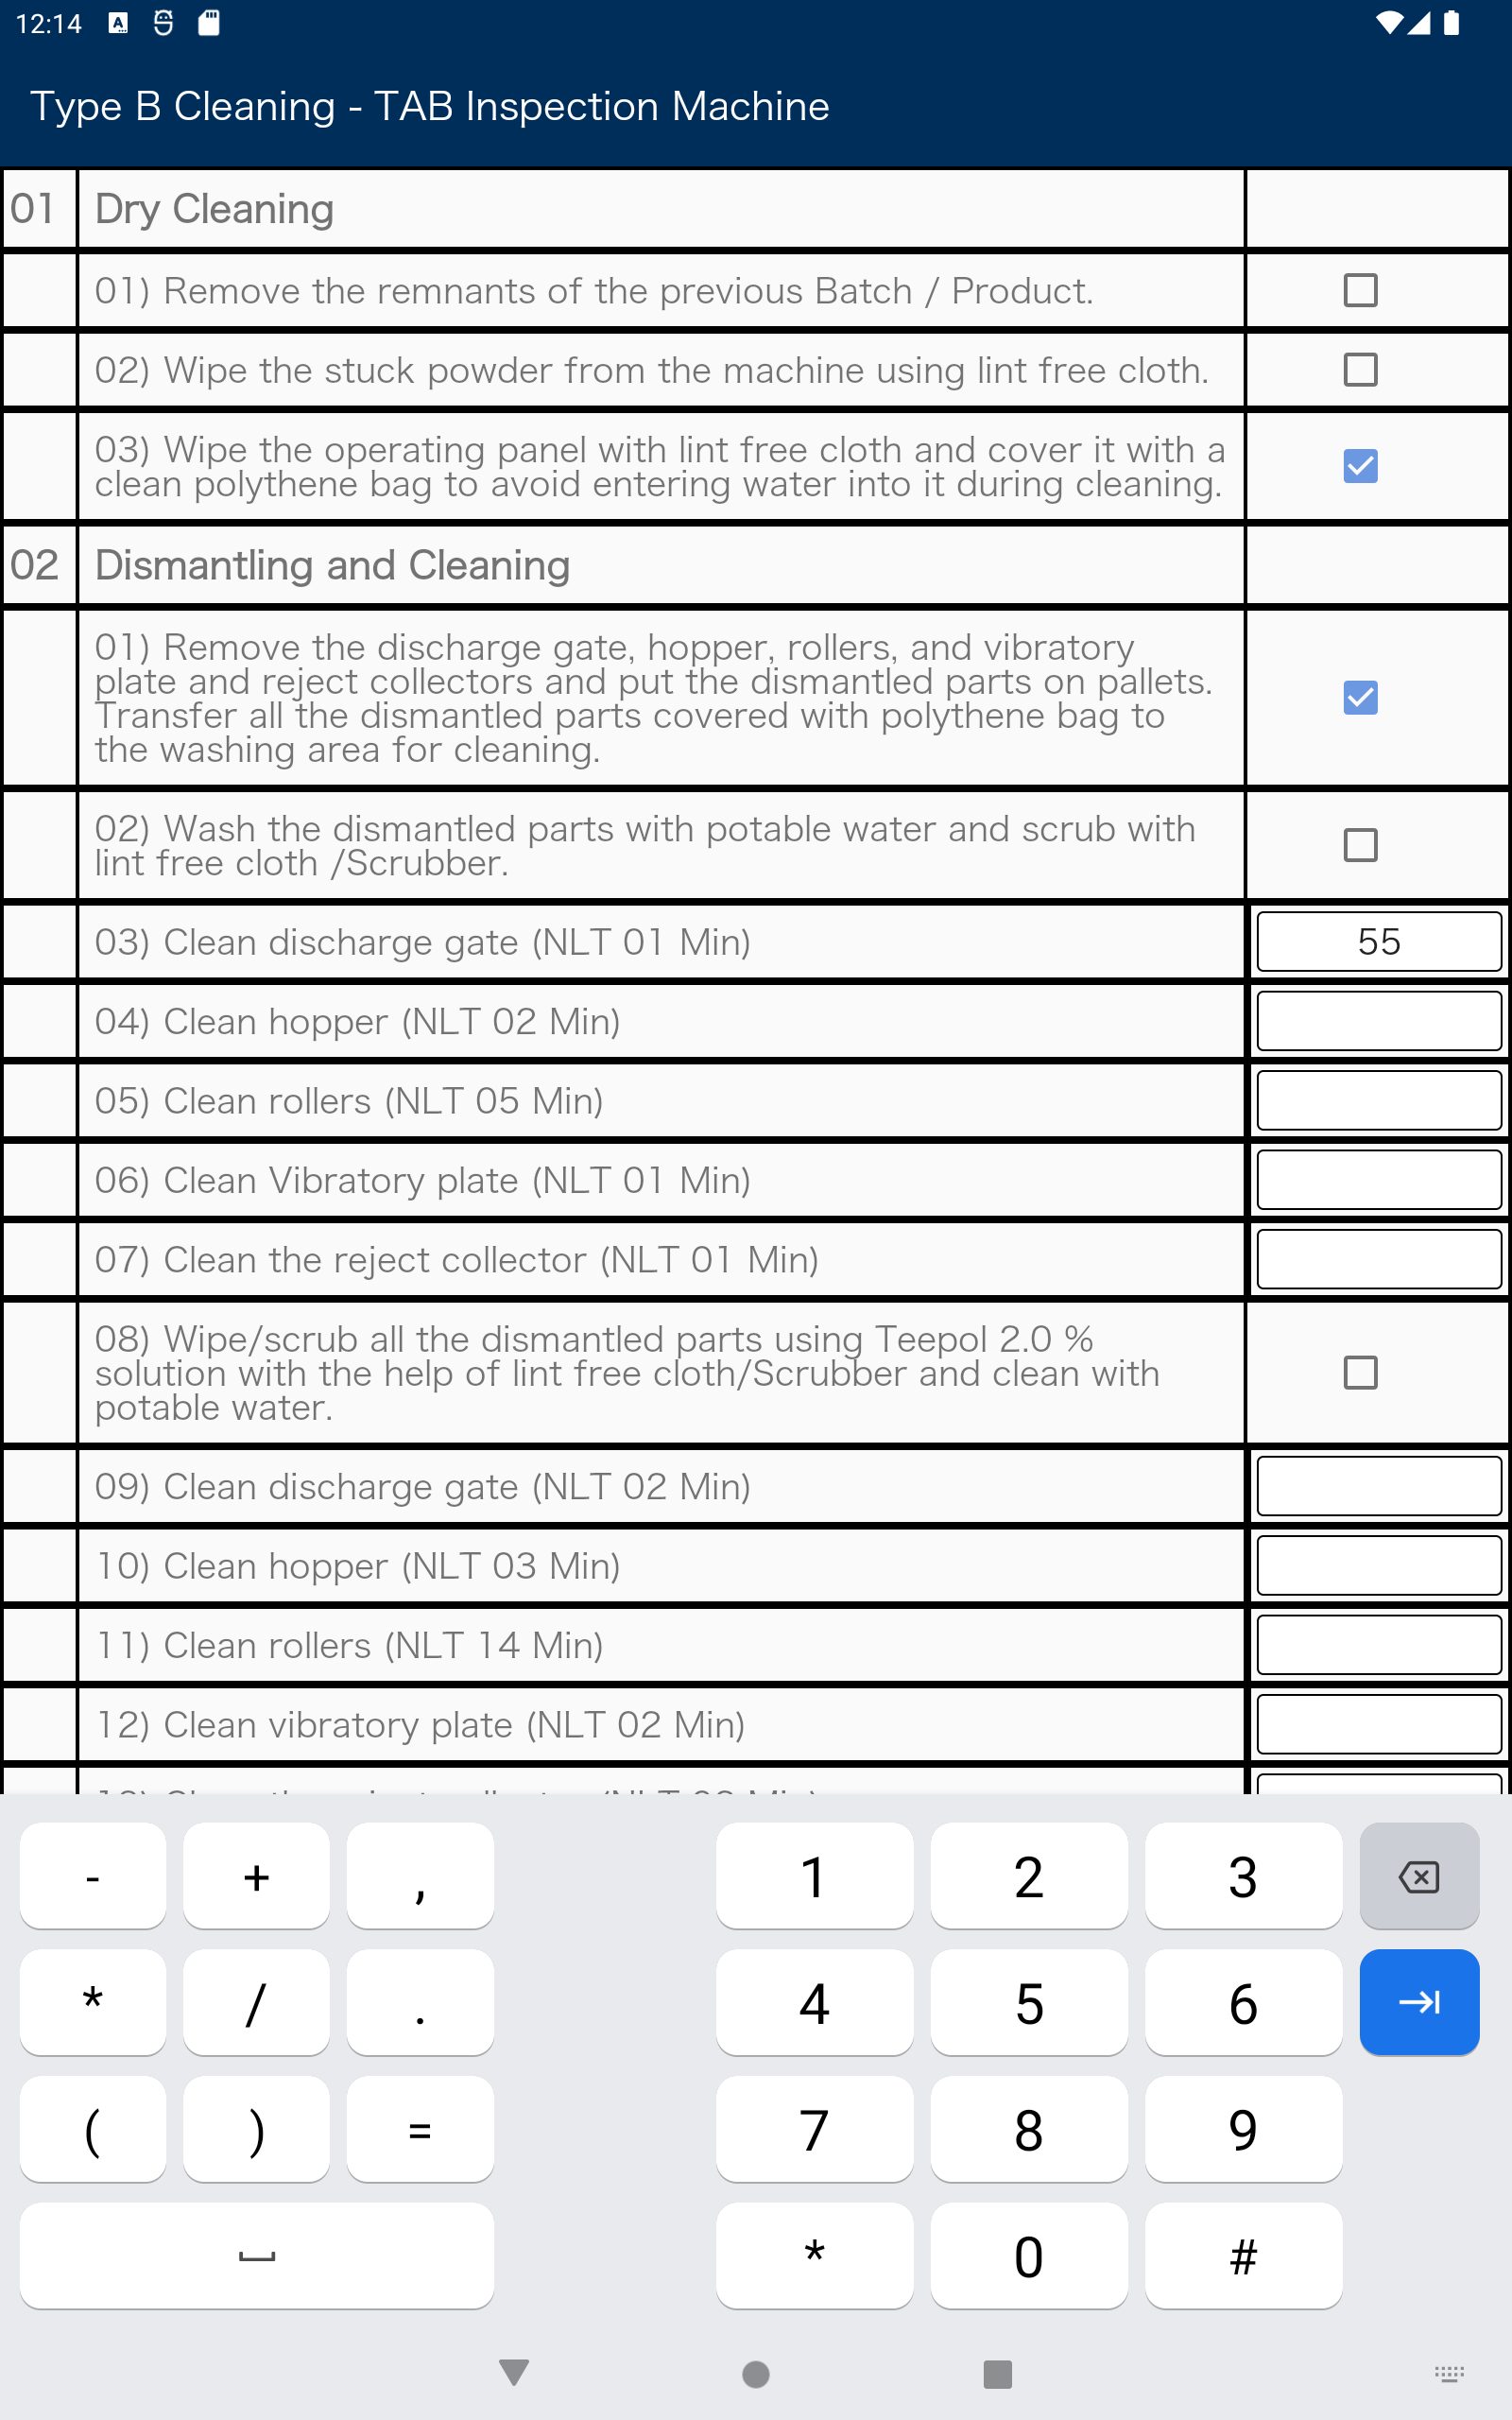 12:14
Type B Cleaning - TAB Inspection Machine
01 Dry Cleaning
01) Remove the remnants of the previous Batch / Product.
02) Wipe the stuck powder from the machine using lint free cloth.
03) Wipe the operating panel with lint free cloth and cover it with a
clean polythene bag to avoid entering water into it during cleaning.
02 Dismantling and Cleaning
01) Remove the discharge gate, hopper, rollers, and vibratory
plate and reject collectors and put the dismantled parts on pallets.
Transfer all the dismantled parts covered with polythene bag to
the washing area for cleaning.
02) Wash the dismantled parts with potable water and scrub with
lint free cloth /Scrubber.
03) Clean discharge gate (NLT 01 Min) 55
04) Clean hopper (NLT 02 Min)
05) Clean rollers (NLT 05 Min)
06) Clean Vibratory plate (NLT 01 Min)
07) Clean the reject collector (NLT 01 Min)
08) Wipe/scrub all the dismantled parts using Teepol 2.0 %
solution with the help of lint free cloth/Scrubber and clean with
potable water.
09) Clean discharge gate (NLT 02 Min)
10) Clean hopper (NLT 03 Min)
11) Clean rollers (NLT 14 Min)
12) Clean vibratory plate (NLT 02 Min)
- + , 1 2 3
* / . 4 5 6
( ) = 7 8 9
* 0 #